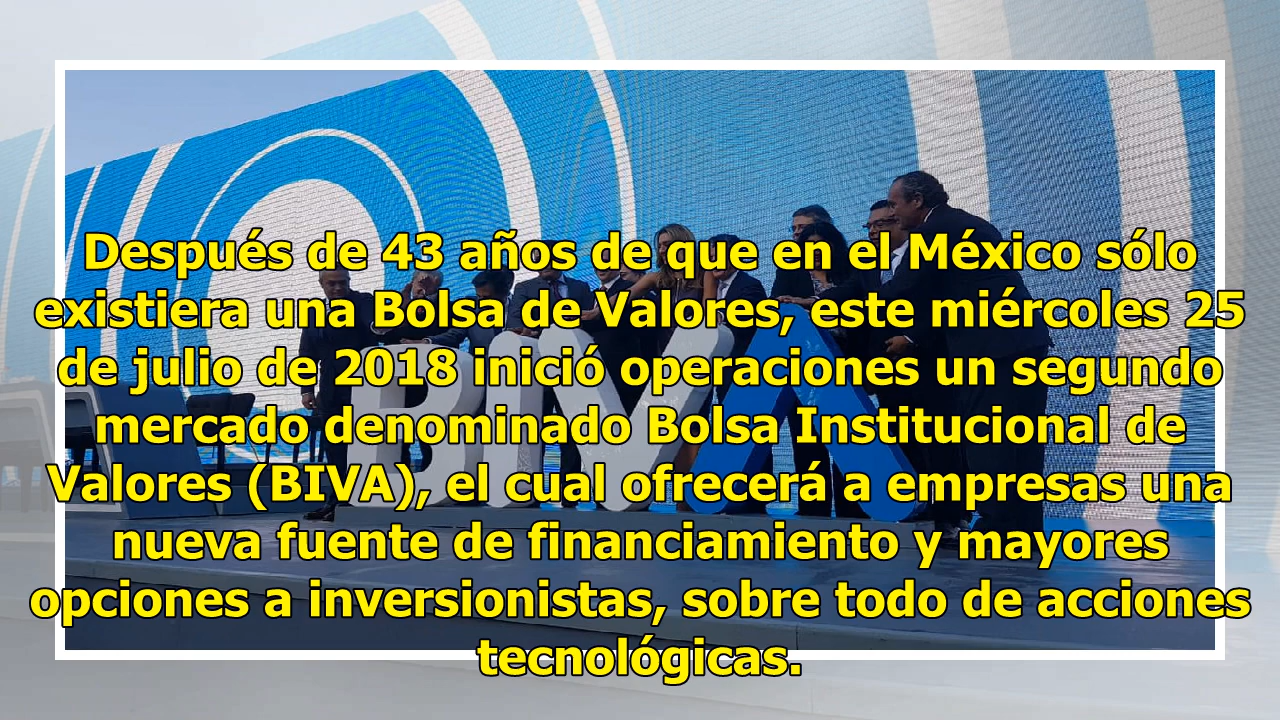 Después de 43 años de que en el México sólo
existiera una Bolsa de Valores, este miércoles 25
de julio de 2018 inició operaciones un segundo
mercado denominado Bolsa Institucional de
Valores (BIVA), el cual ofrecerá a empresas una
nueva fuente de financiamiento y mayores
opciones a inversionistas, sobre todo de acciones
tecnológicas.
BIVA